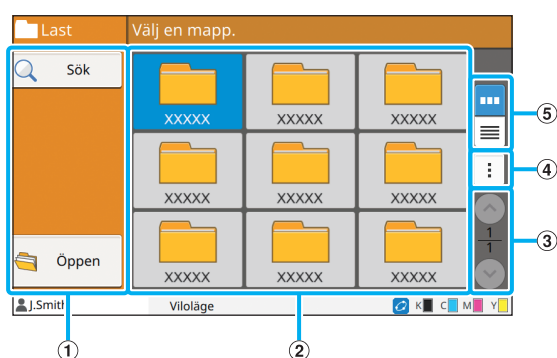 Last
Välj en mapp.
Sök
XXXXX XXXXX XXXXX
XXXXX XXXXX XXXXX
Öppen
XXXXX XXXXX XXXXX
1
1
J.Smith
Viloläge
K C M Y
1
2
3
4
5